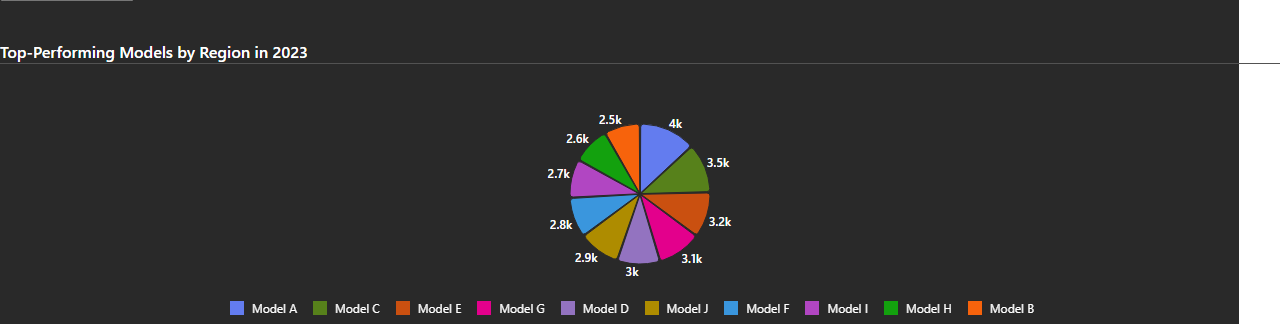 Top-Performing Models by Region in 2023
2.5k
4k
2.6k
3.5k
2.7k
3.2k
2.8k
2.9k
3.1k
3k
Model A
Model C
Model E
Model G
Model D
Model J
Model F
Model I
Model H
Model B